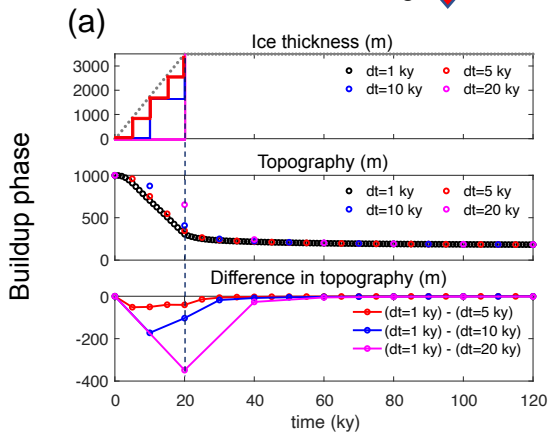 (a)
Ice thickness (m)
3000
2000
1000
0
dt=1 ky
dt=5 ky
dt=10 ky
dt=20 ky
Buildup phase
Topography (m)
1000
500
0
dt=1 ky
dt=5 ky
dt=10 ky
dt=20 ky
Difference in topography (m)
0
-200
-400
(dt=1 ky) - (dt=5 ky)
(dt=1 ky) - (dt=10 ky)
(dt=1 ky) - (dt=20 ky)
0 20 40 60 80 100 120
time (ky)